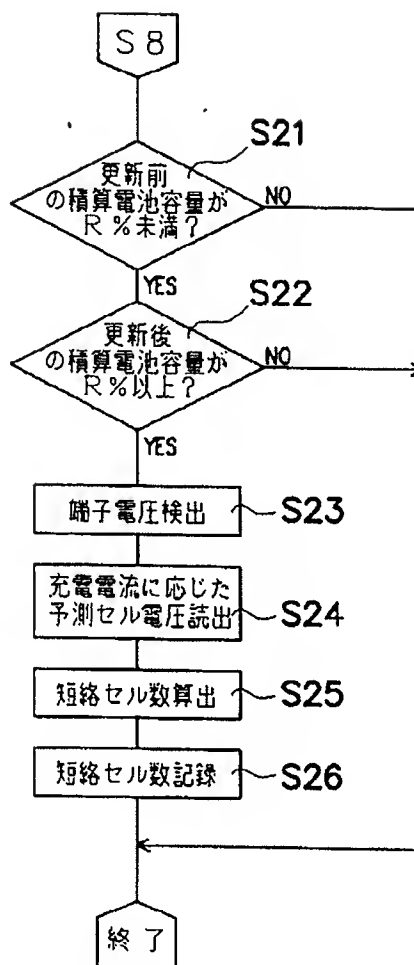 S8
S21
更新前
の積算電池容量が
R%未満?
NO
YES
S22
更新後
の積算電池容量が
R%以上?
NO
YES
端子電圧検出
S23
充電電流に応じた
予測セル電圧読出
S24
短絡セル数算出
S25
短絡セル数記録
S26
終了